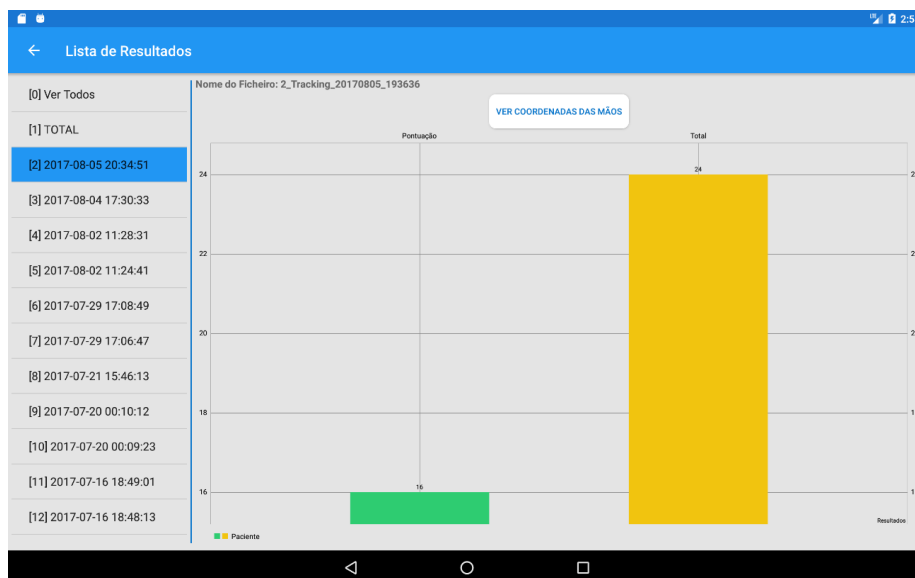 2:5
Lista de Resultados
[0] Ver Todos
[1] TOTAL
[2] 2017-08-05 20:34:51
[3] 2017-08-04 17:30:33
[4] 2017-08-02 11:28:31
[5] 2017-08-02 11:24:41
[6] 2017-07-29 17:08:49
[7] 2017-07-29 17:06:47
[8] 2017-07-21 15:46:13
[9] 2017-07-20 00:10:12
[10] 2017-07-20 00:09:23
[11] 2017-07-16 18:49:01
[12] 2017-07-16 18:48:13
Nome do Ficheiro: 2_Tracking_20170805_193636
VER COORDENADAS DAS MÃOS
Pontuação Total
24 24 2
22 2
20 2
18 1
16 16 1
Resultados
Paciente